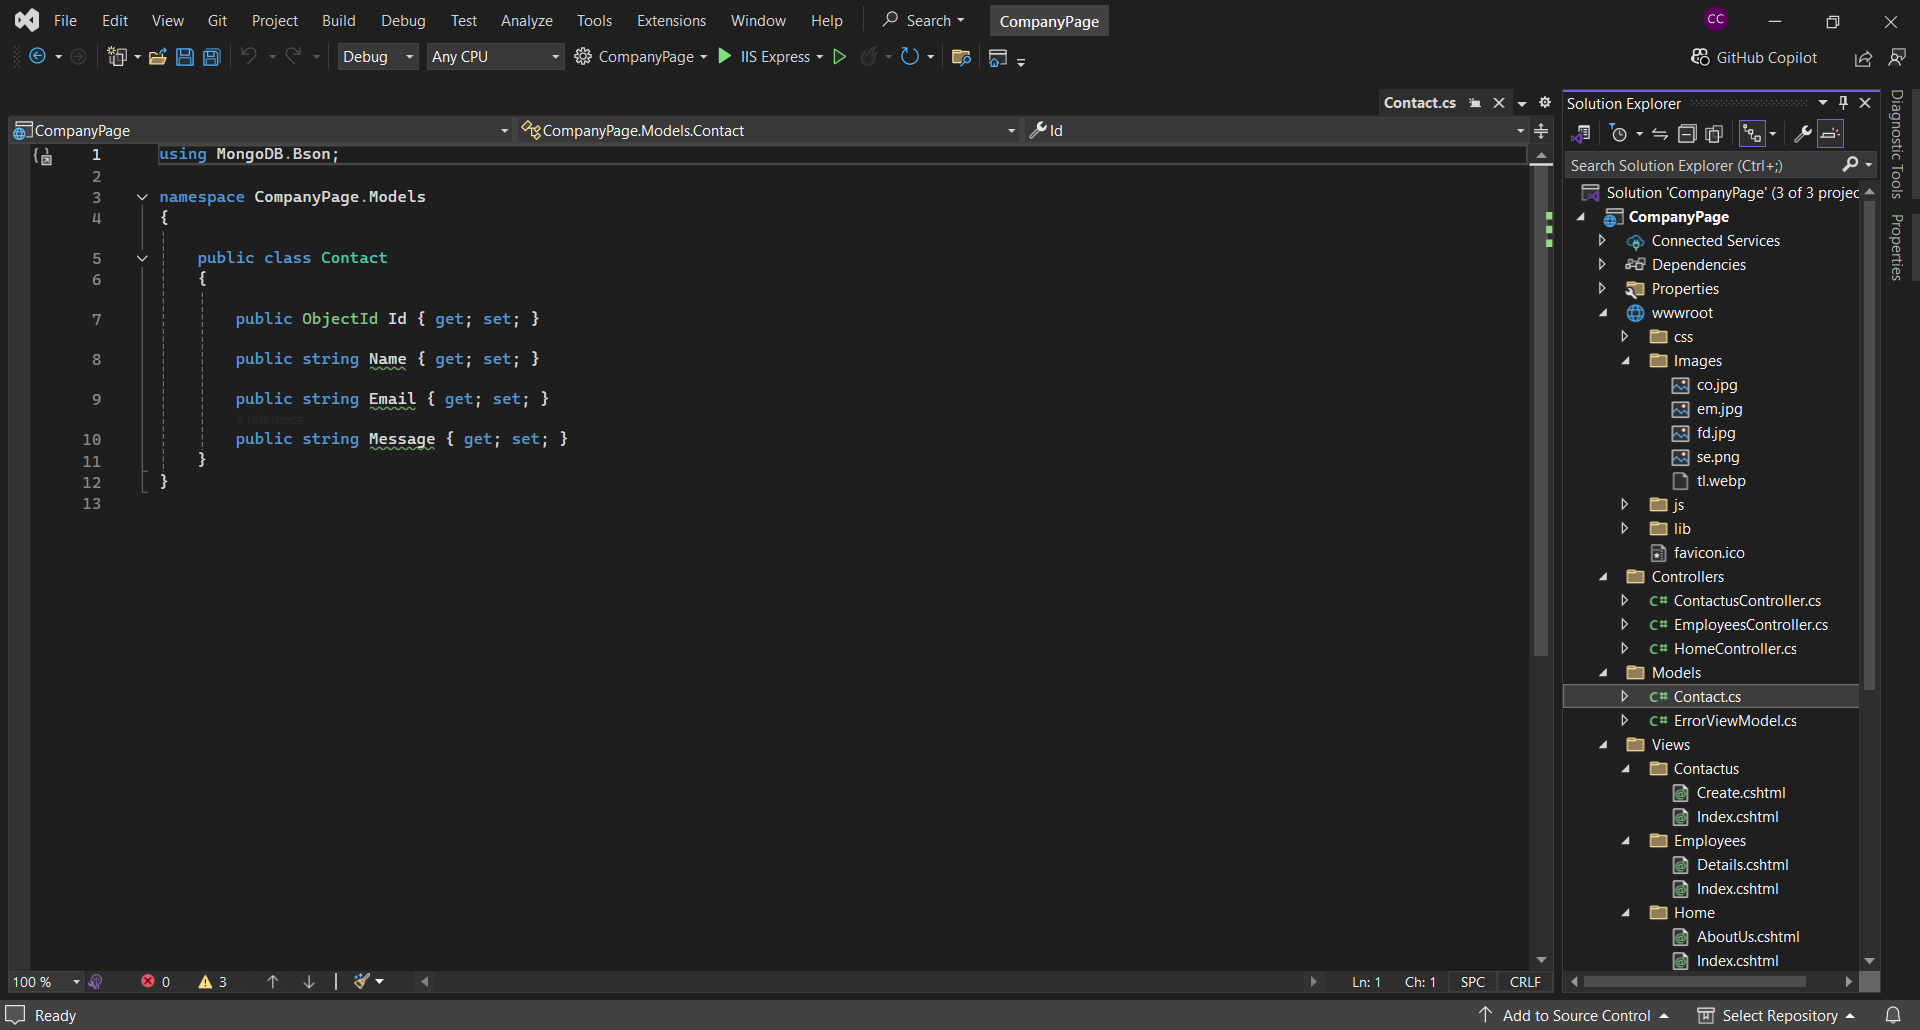 File Edit View Git Project Build Debug Test Analyze Tools Extensions Window Help Search CompanyPage CC
Debug Any CPU CompanyPage IIS Express GitHub Copilot
Contact.cs
CompanyPage CompanyPage.Models.Contact Id
1 using MongoDB.Bson;
2
3 namespace CompanyPage.Models
4 {
5 public class Contact
6 {
7 public ObjectId Id { get; set; }
8 public string Name { get; set; }
9 public string Email { get; set; }
1 reference
10 public string Message { get; set; }
11 }
12 }
13
100 % 0 3 Ln: 1 Ch: 1 SPC CRLF
Solution Explorer
Search Solution Explorer (Ctrl+;)
Solution 'CompanyPage' (3 of 3 projec
CompanyPage
Connected Services
Dependencies
Properties
wwwroot
css
Images
co.jpg
em.jpg
fd.jpg
se.png
tl.webp
js
lib
favicon.ico
Controllers
C# ContactusController.cs
C# EmployeesController.cs
C# HomeController.cs
Models
C# Contact.cs
C# ErrorViewModel.cs
Views
Contactus
Create.cshtml
Index.cshtml
Employees
Details.cshtml
Index.cshtml
Home
AboutUs.cshtml
Index.cshtml
Diagnostic Tools
Properties
Ready Add to Source Control Select Repository